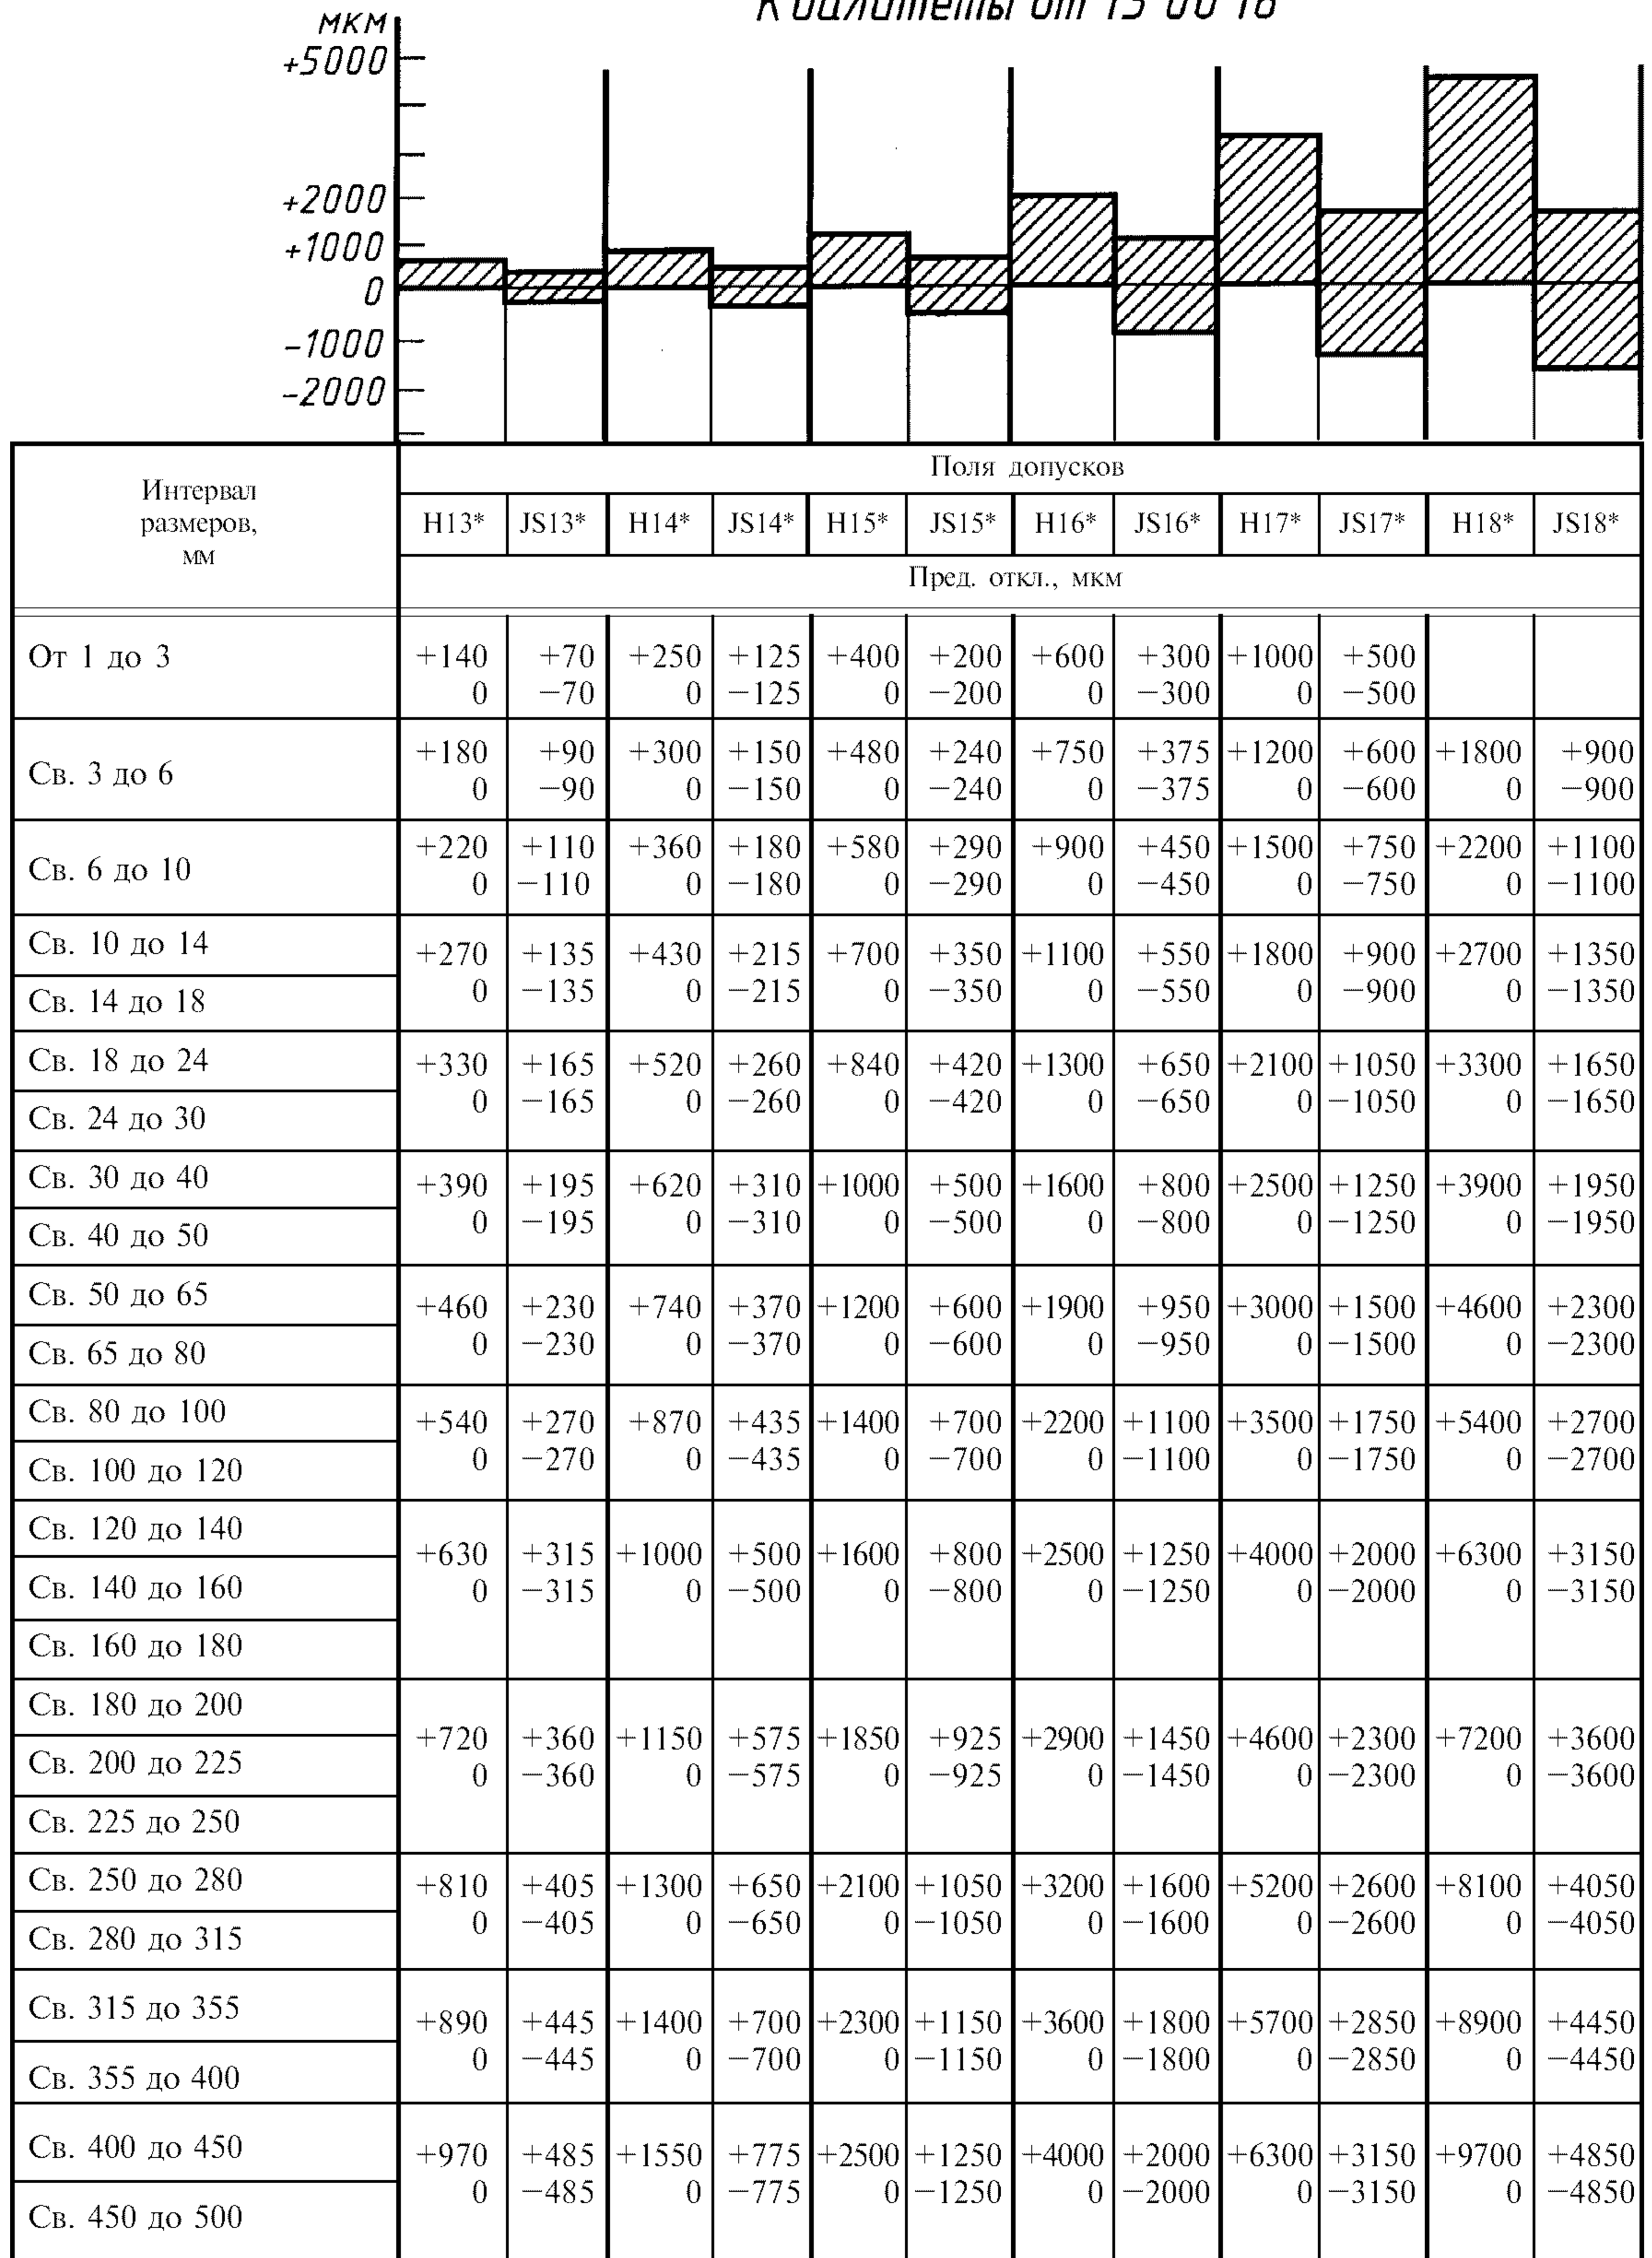 Квалитеты от 13 до 18
мкм
+5000
+2000
+1000
0
-1000
-2000
Интервал
размеров,
мм
Поля допусков
H13* JS13* H14* JS14* H15* JS15* H16* JS16* H17* JS17* H18* JS18*
Пред. откл., мкм
От 1 до 3
+140 +70 +250 +125 +400 +200 +600 +300 +1000 +500
0 −70 0 −125 0 −200 0 −300 0 −500
Св. 3 до 6
+180 +90 +300 +150 +480 +240 +750 +375 +1200 +600 +1800 +900
0 −90 0 −150 0 −240 0 −375 0 −600 0 −900
Св. 6 до 10
+220 +110 +360 +180 +580 +290 +900 +450 +1500 +750 +2200 +1100
0 −110 0 −180 0 −290 0 −450 0 −750 0 −1100
Св. 10 до 14
Св. 14 до 18
+270 +135 +430 +215 +700 +350 +1100 +550 +1800 +900 +2700 +1350
0 −135 0 −215 0 −350 0 −550 0 −900 0 −1350
Св. 18 до 24
Св. 24 до 30
+330 +165 +520 +260 +840 +420 +1300 +650 +2100 +1050 +3300 +1650
0 −165 0 −260 0 −420 0 −650 0 −1050 0 −1650
Св. 30 до 40
Св. 40 до 50
+390 +195 +620 +310 +1000 +500 +1600 +800 +2500 +1250 +3900 +1950
0 −195 0 −310 0 −500 0 −800 0 −1250 0 −1950
Св. 50 до 65
Св. 65 до 80
+460 +230 +740 +370 +1200 +600 +1900 +950 +3000 +1500 +4600 +2300
0 −230 0 −370 0 −600 0 −950 0 −1500 0 −2300
Св. 80 до 100
Св. 100 до 120
+540 +270 +870 +435 +1400 +700 +2200 +1100 +3500 +1750 +5400 +2700
0 −270 0 −435 0 −700 0 −1100 0 −1750 0 −2700
Св. 120 до 140
Св. 140 до 160
Св. 160 до 180
+630 +315 +1000 +500 +1600 +800 +2500 +1250 +4000 +2000 +6300 +3150
0 −315 0 −500 0 −800 0 −1250 0 −2000 0 −3150
Св. 180 до 200
Св. 200 до 225
Св. 225 до 250
+720 +360 +1150 +575 +1850 +925 +2900 +1450 +4600 +2300 +7200 +3600
0 −360 0 −575 0 −925 0 −1450 0 −2300 0 −3600
Св. 250 до 280
Св. 280 до 315
+810 +405 +1300 +650 +2100 +1050 +3200 +1600 +5200 +2600 +8100 +4050
0 −405 0 −650 0 −1050 0 −1600 0 −2600 0 −4050
Св. 315 до 355
Св. 355 до 400
+890 +445 +1400 +700 +2300 +1150 +3600 +1800 +5700 +2850 +8900 +4450
0 −445 0 −700 0 −1150 0 −1800 0 −2850 0 −4450
Св. 400 до 450
Св. 450 до 500
+970 +485 +1550 +775 +2500 +1250 +4000 +2000 +6300 +3150 +9700 +4850
0 −485 0 −775 0 −1250 0 −2000 0 −3150 0 −4850